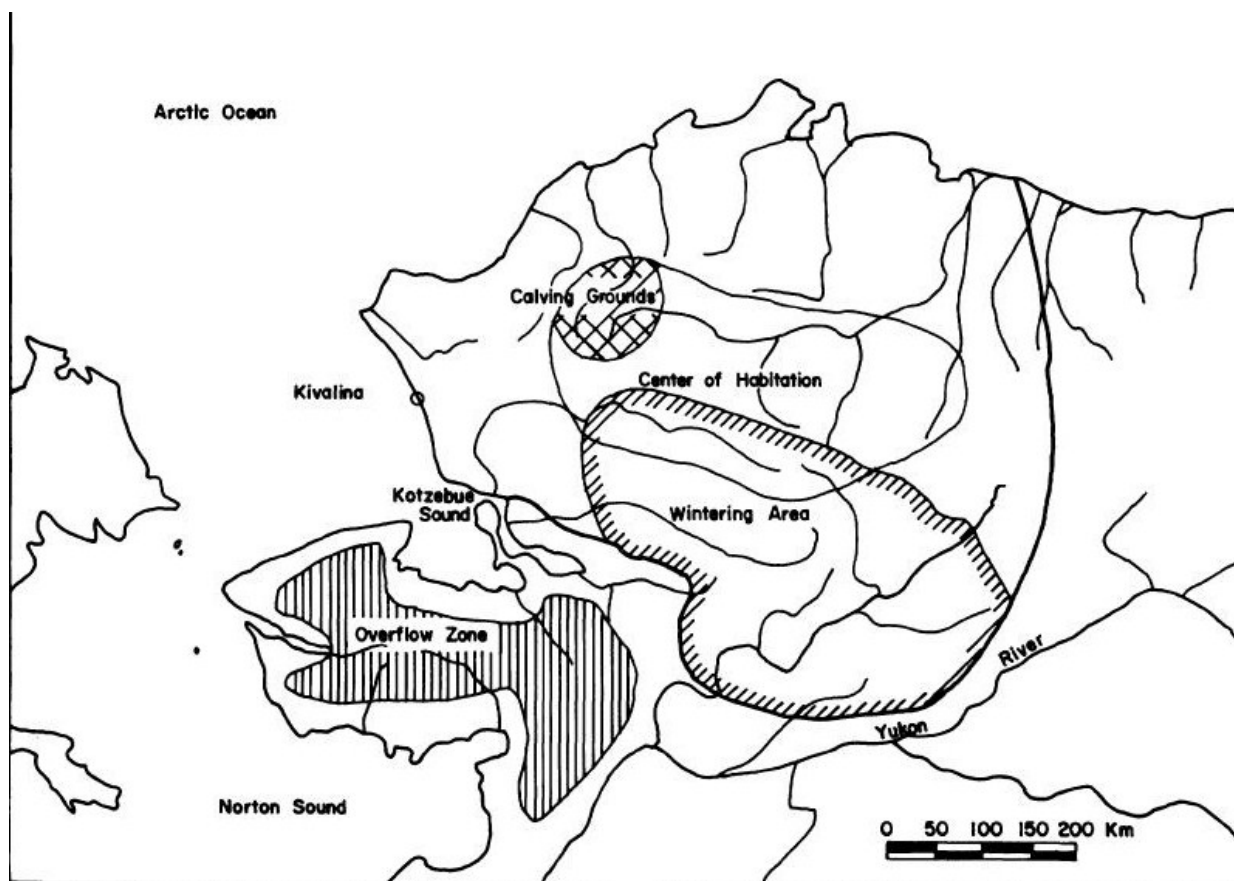 Arctic Ocean
Calving Grounds
Center of Habitation
Kivalina
Kotzebue
Sound
Wintering Area
Overflow Zone
River
Yukon
Norton Sound
0 50 100 150 200 Km